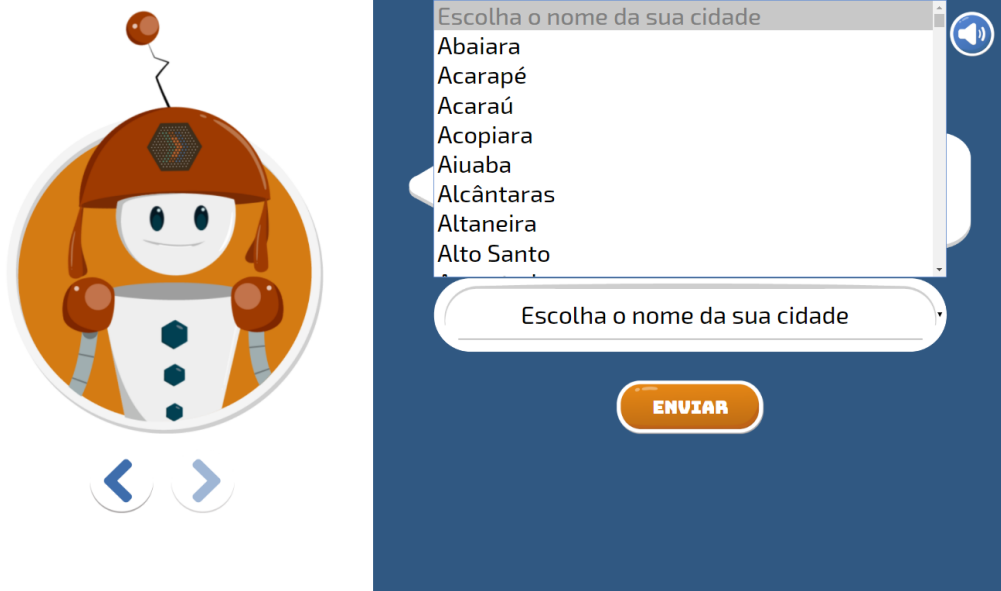 Escolha o nome da sua cidade
Abaiara
Acarapé
Acaraú
Acopiara
Aiuaba
Alcântaras
Altaneira
Alto Santo
Escolha o nome da sua cidade
ENVIAR